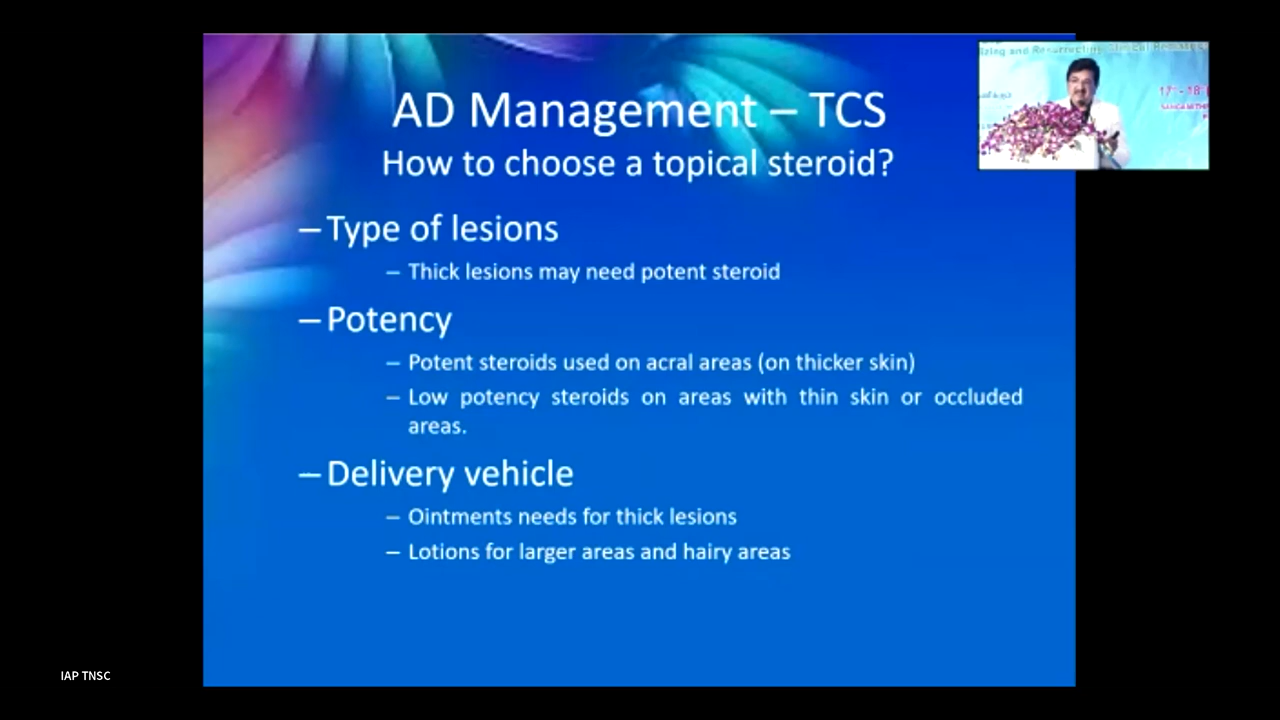 AD Management – TCS
How to choose a topical steroid?
– Type of lesions
– Thick lesions may need potent steroid
– Potency
– Potent steroids used on acral areas (on thicker skin)
– Low potency steroids on areas with thin skin or occluded
areas.
– Delivery vehicle
– Ointments needs for thick lesions
– Lotions for larger areas and hairy areas
and Resurrecting
IAP TNSC